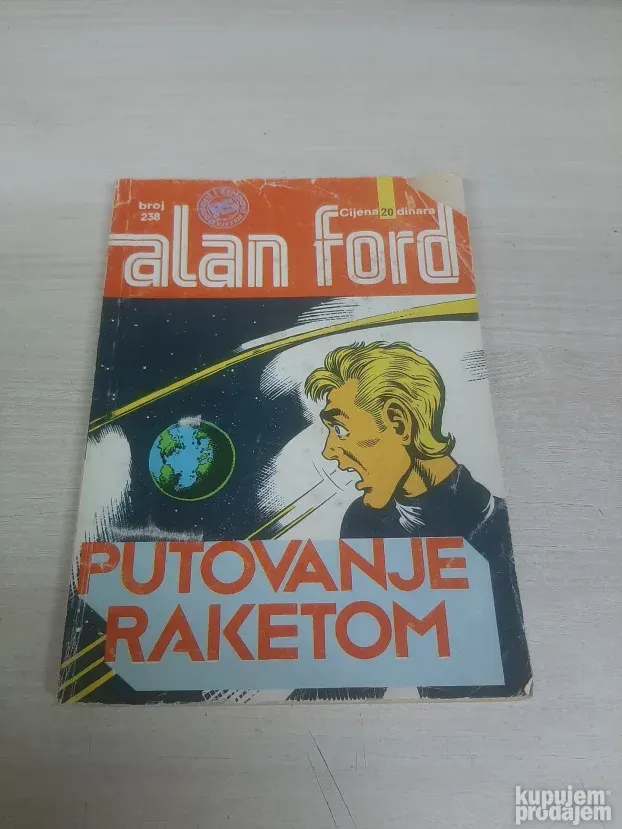 broj
238
Cijena 20 dinara
alan ford
PUTOVANJE
RAKETOM
kupujem
prodajem